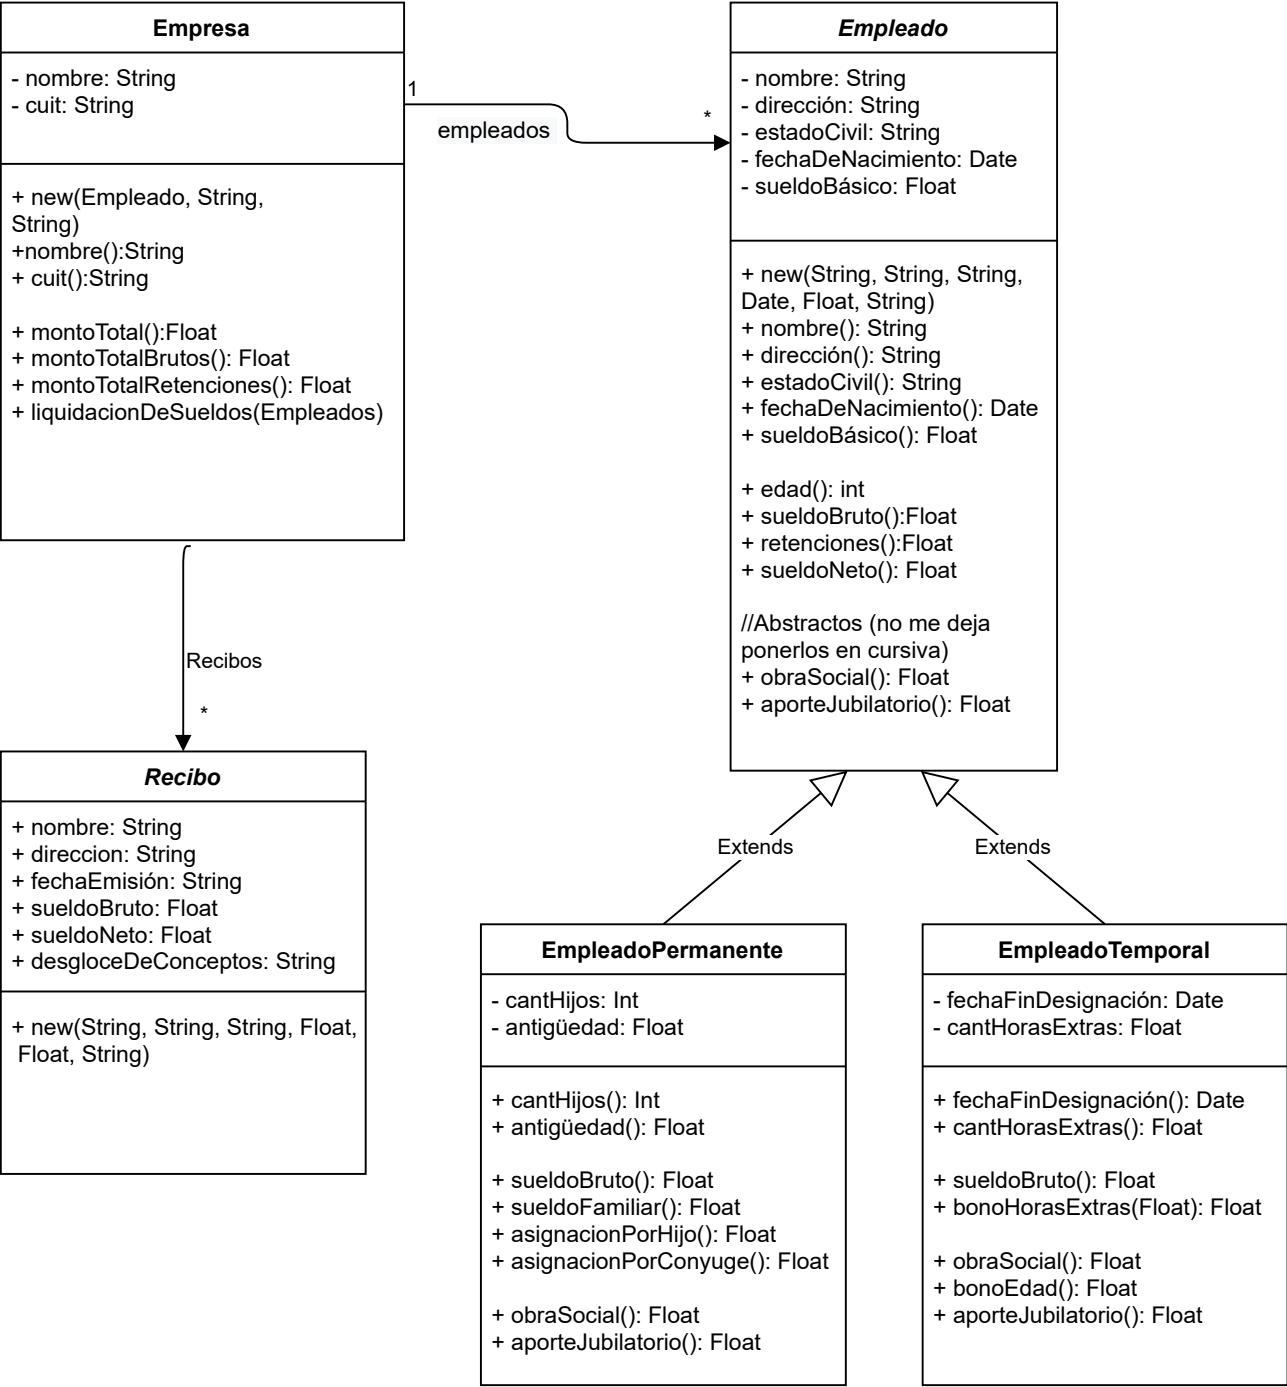 Empresa
- nombre: String
- cuit: String
+ new(Empleado, String,
String)
+nombre():String
+ cuit():String
+ montoTotal():Float
+ montoTotalBrutos(): Float
+ montoTotalRetenciones(): Float
+ liquidacionDeSueldos(Empleados)
1
empleados
*
Empleado
- nombre: String
- dirección: String
- estadoCivil: String
- fechaDeNacimiento: Date
- sueldoBásico: Float
+ new(String, String, String,
Date, Float, String)
+ nombre(): String
+ dirección(): String
+ estadoCivil(): String
+ fechaDeNacimiento(): Date
+ sueldoBásico(): Float
+ edad(): int
+ sueldoBruto():Float
+ retenciones():Float
+ sueldoNeto(): Float
//Abstractos (no me deja
ponerlos en cursiva)
+ obraSocial(): Float
+ aporteJubilatorio(): Float
Recibos
*
Recibo
+ nombre: String
+ direccion: String
+ fechaEmisión: String
+ sueldoBruto: Float
+ sueldoNeto: Float
+ desgloceDeConceptos: String
+ new(String, String, String, Float,
Float, String)
Extends
Extends
EmpleadoPermanente
- cantHijos: Int
- antigüedad: Float
+ cantHijos(): Int
+ antigüedad(): Float
+ sueldoBruto(): Float
+ sueldoFamiliar(): Float
+ asignacionPorHijo(): Float
+ asignacionPorConyuge(): Float
+ obraSocial(): Float
+ aporteJubilatorio(): Float
EmpleadoTemporal
- fechaFinDesignación: Date
- cantHorasExtras: Float
+ fechaFinDesignación(): Date
+ cantHorasExtras(): Float
+ sueldoBruto(): Float
+ bonoHorasExtras(Float): Float
+ obraSocial(): Float
+ bonoEdad(): Float
+ aporteJubilatorio(): Float